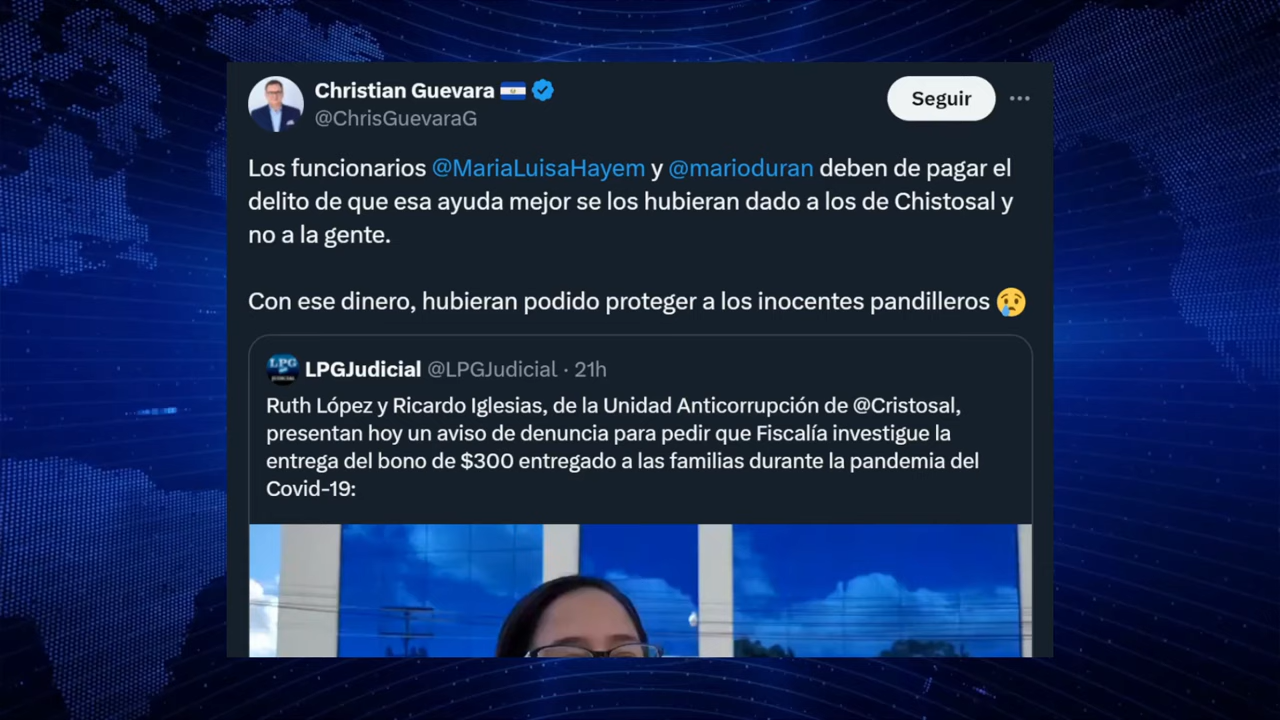 Christian Guevara
@ChrisGuevaraG
Seguir
Los funcionarios @MariaLuisaHayem y @marioduran deben de pagar el
delito de que esa ayuda mejor se los hubieran dado a los de Chistosal y
no a la gente.
Con ese dinero, hubieran podido proteger a los inocentes pandilleros 😢
LPG
JUDICIAL
LPGJudicial @LPGJudicial · 21h
Ruth López y Ricardo Iglesias, de la Unidad Anticorrupción de @Cristosal,
presentan hoy un aviso de denuncia para pedir que Fiscalía investigue la
entrega del bono de $300 entregado a las familias durante la pandemia del
Covid-19: